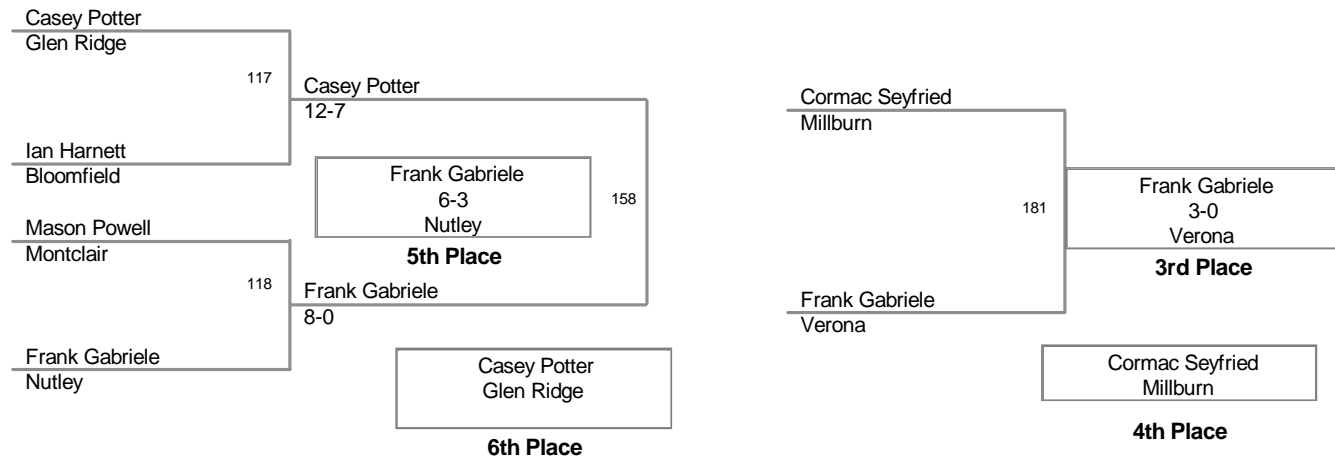 Casey Potter
Glen Ridge
117
Casey Potter
12-7
Ian Harnett
Bloomfield
Frank Gabriele
6-3
Nutley
5th Place
158
Mason Powell
Montclair
118
Frank Gabriele
8-0
Frank Gabriele
Nutley
Casey Potter
Glen Ridge
6th Place
Cormac Seyfried
Millburn
181
Frank Gabriele
3-0
Verona
3rd Place
Frank Gabriele
Verona
Cormac Seyfried
Millburn
4th Place